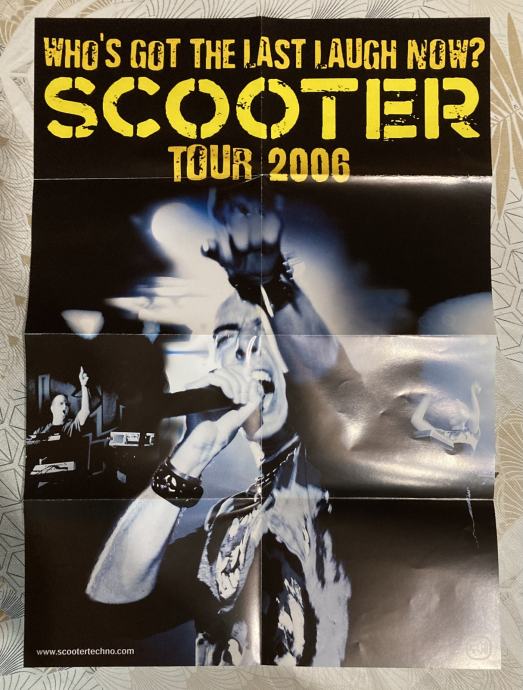 WHO'S GOT THE LAST LAUGH NOW?
SCOOTER
TOUR 2006
www.scootertechno.com